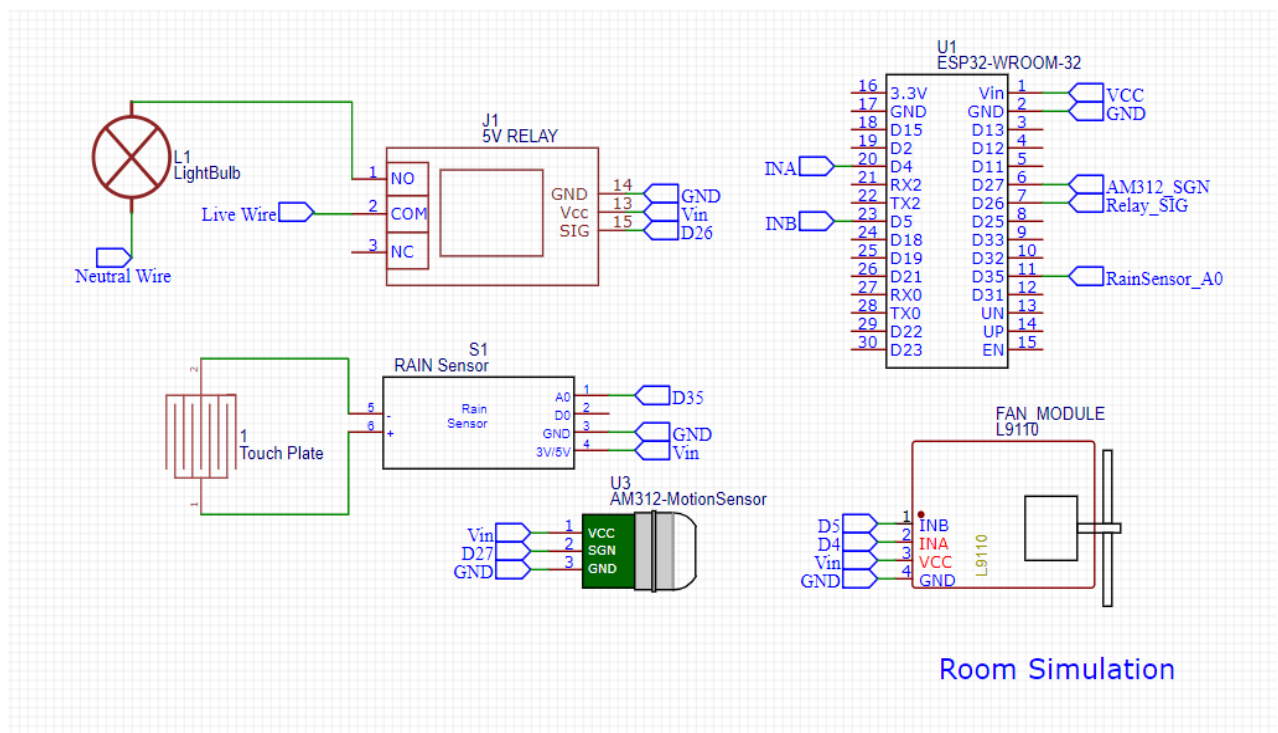 U1
ESP32-WROOM-32
16 3.3V Vin 1 VCC
17 GND GND 2 GND
18 D15 D13 3
19 D2 D12 4
INA 20 D4 D11 5
21 RX2 D27 6 AM312_SGN
22 TX2 D26 7 Relay_SIG
INB 23 D5 D25 8
24 D18 D33 9
25 D19 D32 10
26 D21 D35 11 RainSensor_A0
27 RX0 D31 12
28 TX0 UN 13
29 D22 UP 14
30 D23 EN 15
J1
5V RELAY
L1
LightBulb
1 NO
Live Wire 2 COM
3 NC
GND 14 GND
Vcc 13 Vin
SIG 15 D26
Neutral Wire
S1
RAIN Sensor
2
1
1
Touch Plate
5 -
6 +
Rain
Sensor
A0 1 D35
D0 2
GND 3 GND
3V/5V 4 Vin
U3
AM312-MotionSensor
Vin 1 VCC
D27 2 SGN
GND 3 GND
FAN_MODULE
L9110
D5 1 INB
D4 2 INA
Vin 3 VCC
GND 4 GND
L9110
Room Simulation